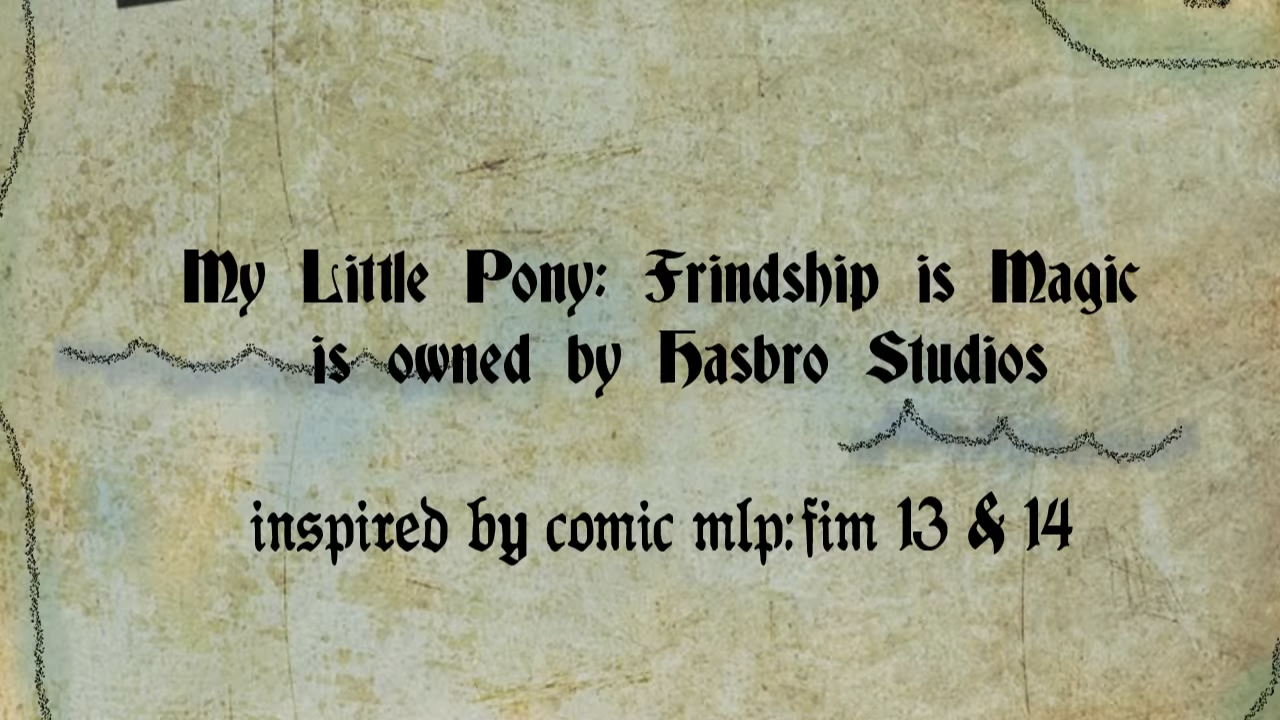 My Little Pony: Frindship is Magic
is owned by Hasbro Studios
inspired by comic mlp:fim 13 & 14